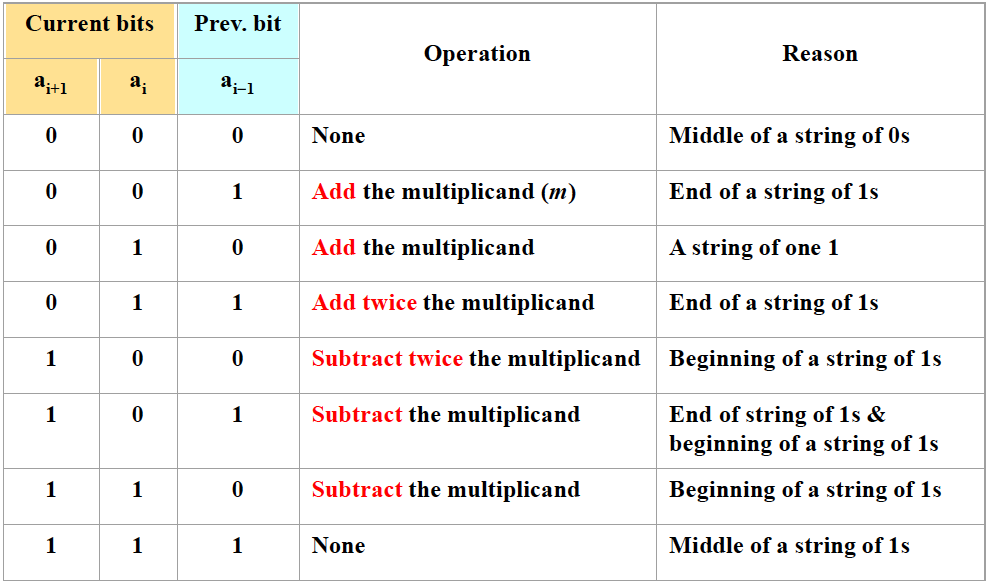 Current bits Prev. bit Operation Reason
aᵢ₊₁ aᵢ aᵢ₋₁
0 0 0 None Middle of a string of 0s
0 0 1 Add the multiplicand (m) End of a string of 1s
0 1 0 Add the multiplicand A string of one 1
0 1 1 Add twice the multiplicand End of a string of 1s
1 0 0 Subtract twice the multiplicand Beginning of a string of 1s
1 0 1 Subtract the multiplicand End of string of 1s &
beginning of a string of 1s
1 1 0 Subtract the multiplicand Beginning of a string of 1s
1 1 1 None Middle of a string of 1s